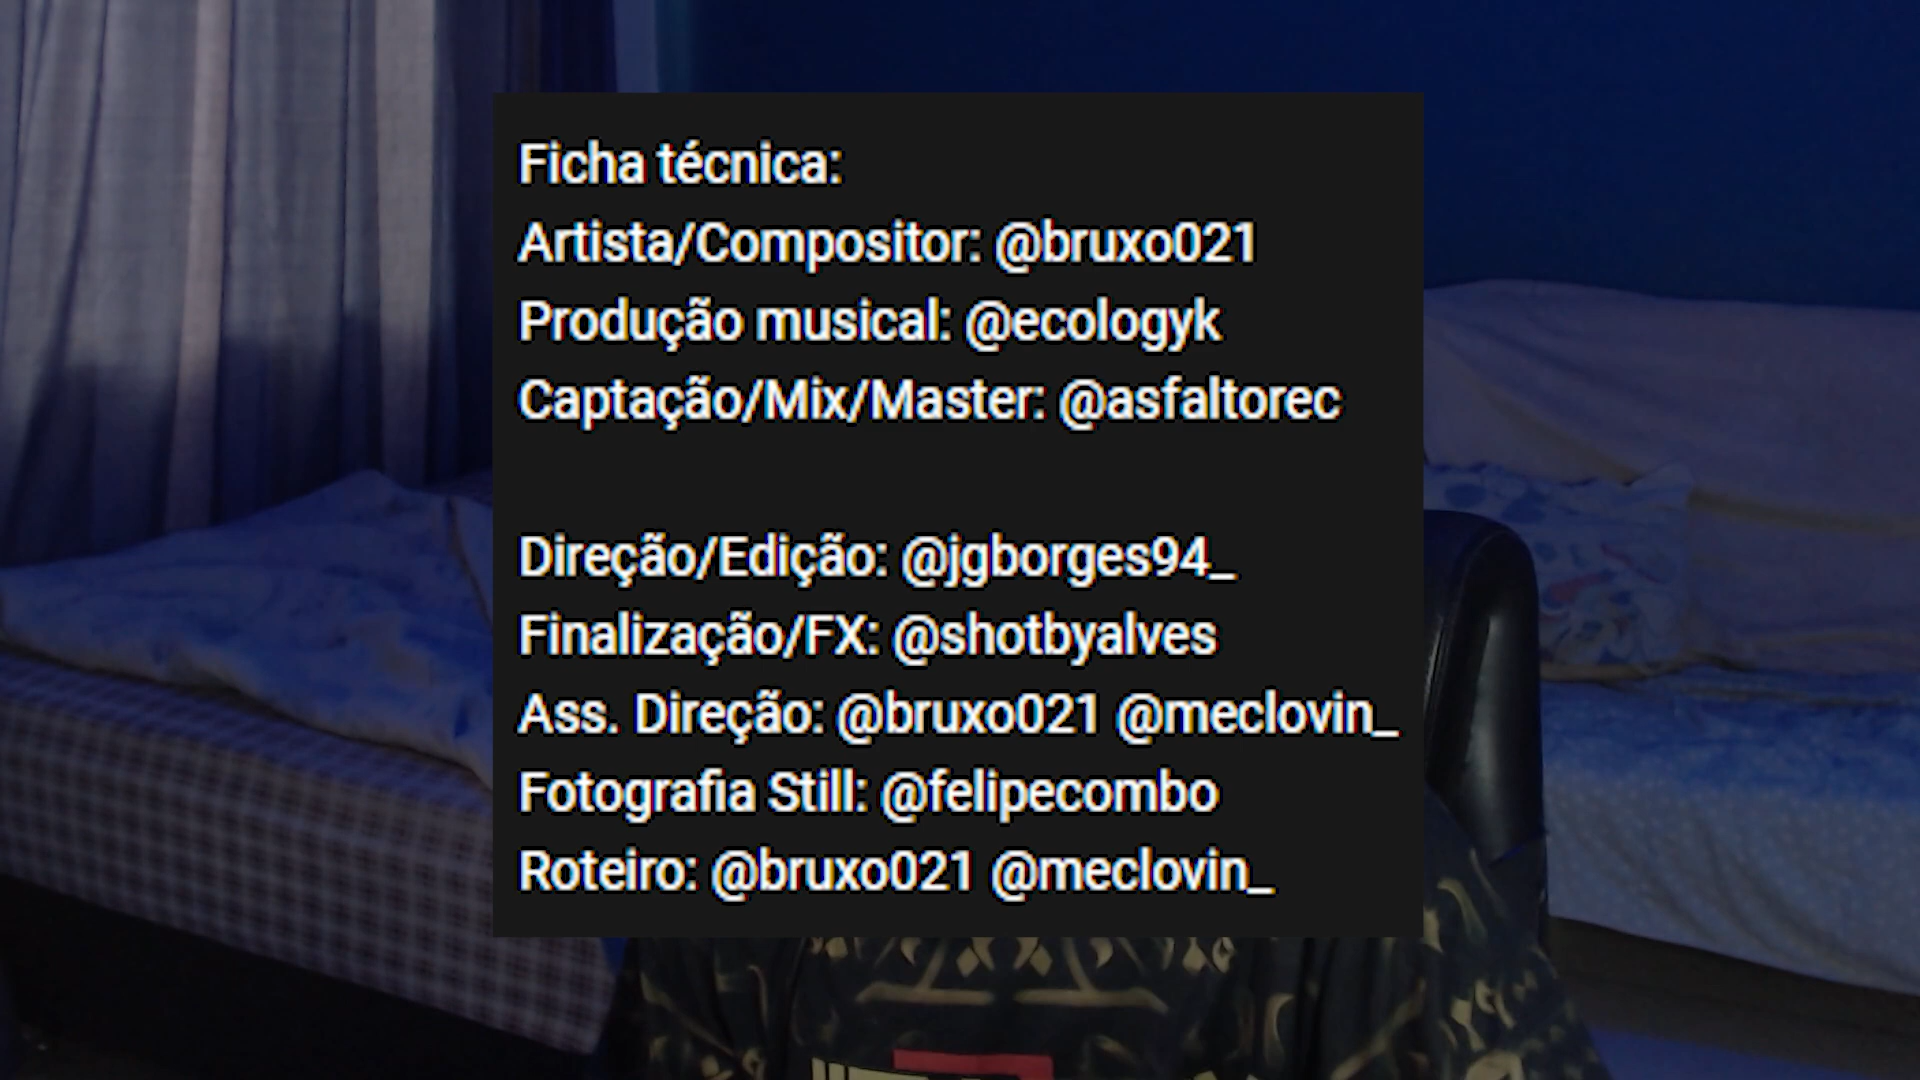 Ficha técnica:
Artista/Compositor: @bruxo021
Produção musical: @ecologyk
Captação/Mix/Master: @asfaltorec
Direção/Edição: @jgborges94_
Finalização/FX: @shotbyalves
Ass. Direção: @bruxo021 @meclovin_
Fotografia Still: @felipecombo
Roteiro: @bruxo021 @meclovin_